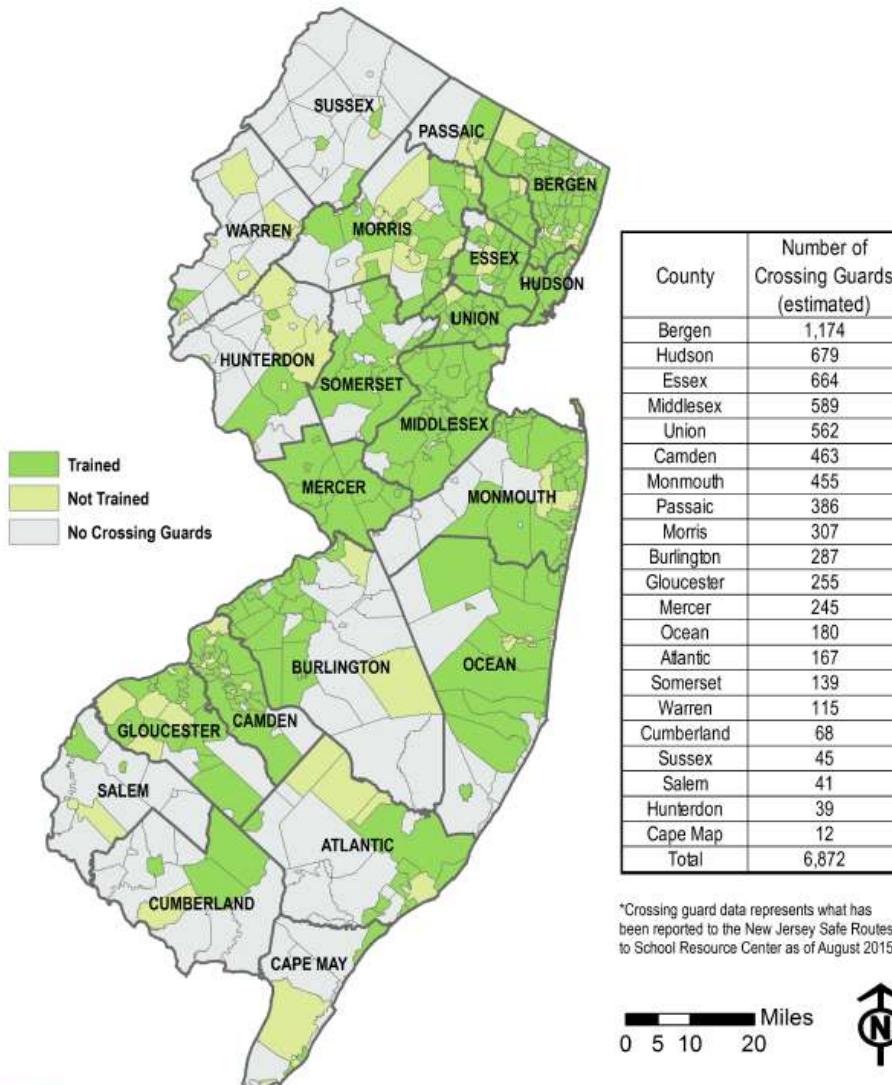 SUSSEX
PASSAIC
BERGEN
WARREN
MORRIS
ESSEX
HUDSON
UNION
HUNTERDON
SOMERSET
MIDDLESEX
MERCER
MONMOUTH
Trained
Not Trained
No Crossing Guards
BURLINGTON
OCEAN
CAMDEN
GLOUCESTER
SALEM
ATLANTIC
CUMBERLAND
CAPE MAY
County Number of Crossing Guards (estimated)
Bergen 1,174
Hudson 679
Essex 664
Middlesex 589
Union 562
Camden 463
Monmouth 455
Passaic 386
Morris 307
Burlington 287
Gloucester 255
Mercer 245
Ocean 180
Atlantic 167
Somerset 139
Warren 115
Cumberland 68
Sussex 45
Salem 41
Hunterdon 39
Cape Map 12
Total 6,872
*Crossing guard data represents what has
been reported to the New Jersey Safe Routes
to School Resource Center as of August 2015
Miles
0 5 10 20
N